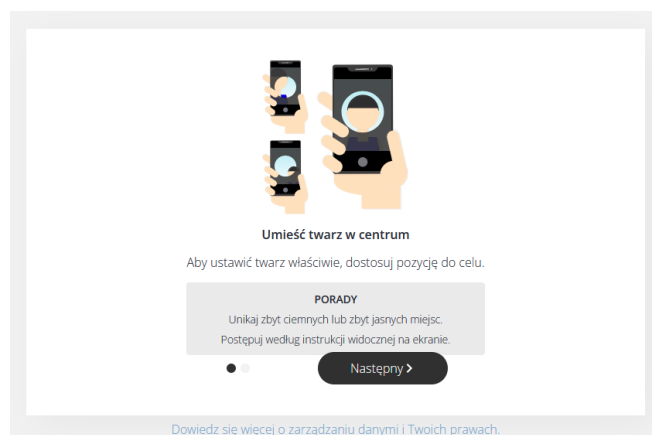 Umieść twarz w centrum
Aby ustawić twarz właściwie, dostosuj pozycję do celu.
PORADY
Unikaj zbyt ciemnych lub zbyt jasnych miejsc.
Postępuj według instrukcji widocznej na ekranie.
Następny
Dowiedz się więcej o zarządzaniu danymi i Twoich prawach.